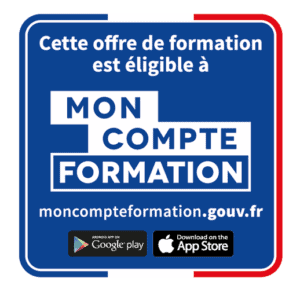 Cette offre de formation
est éligible à
MON
COMPTE
FORMATION
moncompteformation.gouv.fr
ANDROID APP ON
Google play
Download on the
App Store